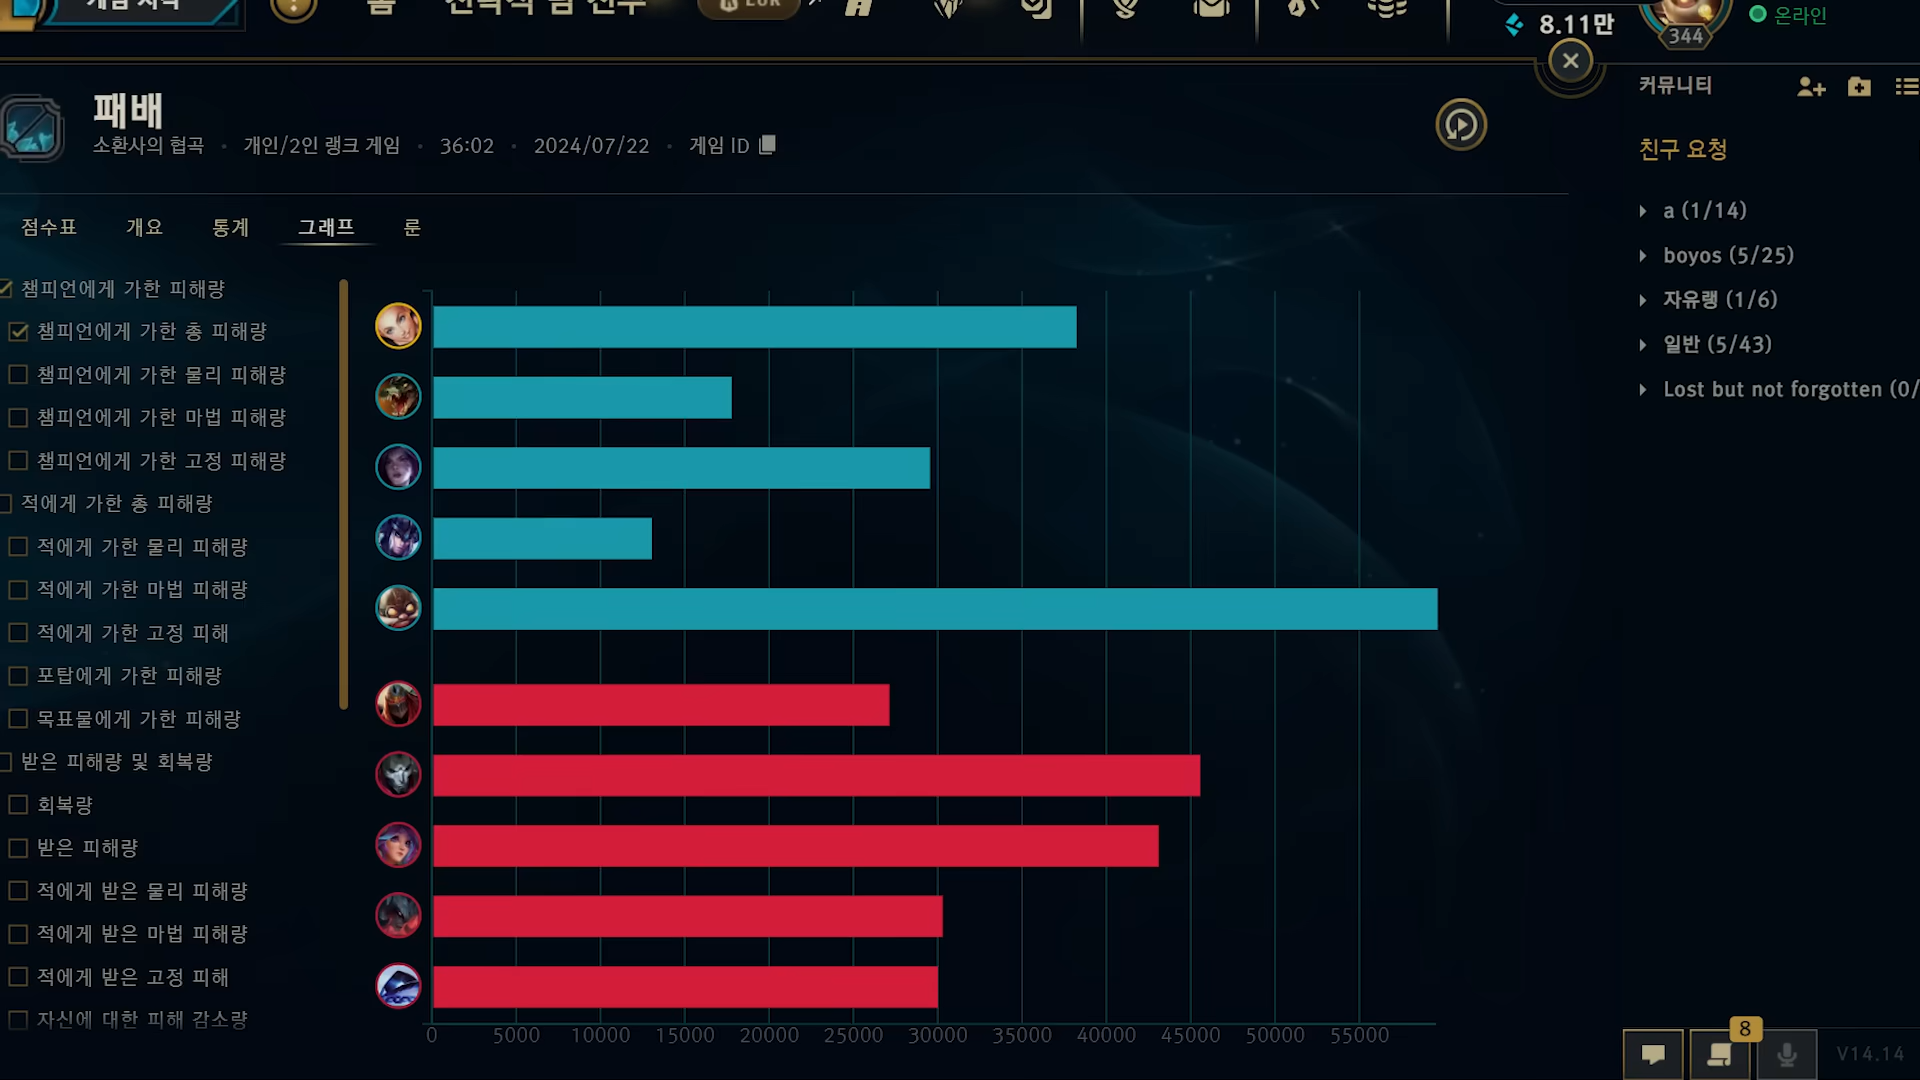 8.11만
344
온라인
패배
소환사의 협곡 • 개인/2인 랭크 게임 • 36:02 • 2024/07/22 • 게임 ID
커뮤니티
친구 요청
a (1/14)
boyos (5/25)
자유랭 (1/6)
일반 (5/43)
Lost but not forgotten (0/
점수표 개요 통계 그래프 룬
챔피언에게 가한 피해량
챔피언에게 가한 총 피해량
챔피언에게 가한 물리 피해량
챔피언에게 가한 마법 피해량
챔피언에게 가한 고정 피해량
적에게 가한 총 피해량
적에게 가한 물리 피해량
적에게 가한 마법 피해량
적에게 가한 고정 피해
포탑에게 가한 피해량
목표물에게 가한 피해량
받은 피해량 및 회복량
회복량
받은 피해량
적에게 받은 물리 피해량
적에게 받은 마법 피해량
적에게 받은 고정 피해
자신에 대한 피해 감소량
0 5000 10000 15000 20000 25000 30000 35000 40000 45000 50000 55000
8
V14.14